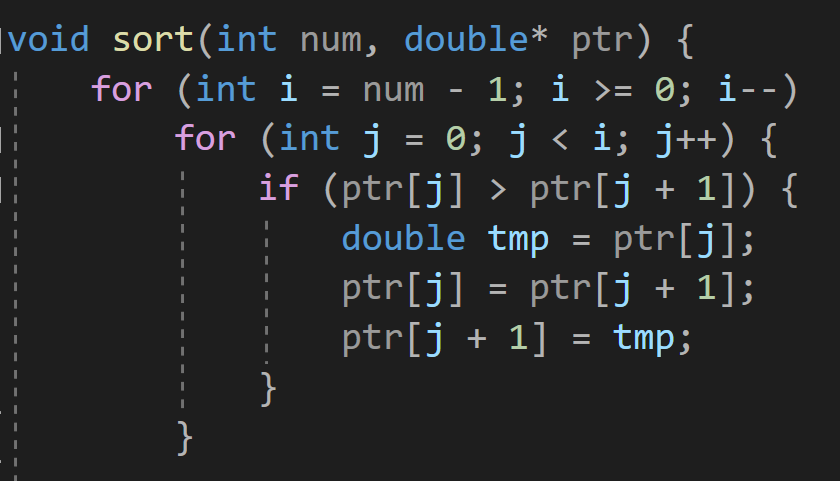 void sort(int num, double* ptr) {
    for (int i = num - 1; i >= 0; i--)
        for (int j = 0; j < i; j++) {
            if (ptr[j] > ptr[j + 1]) {
                double tmp = ptr[j];
                ptr[j] = ptr[j + 1];
                ptr[j + 1] = tmp;
            }
        }